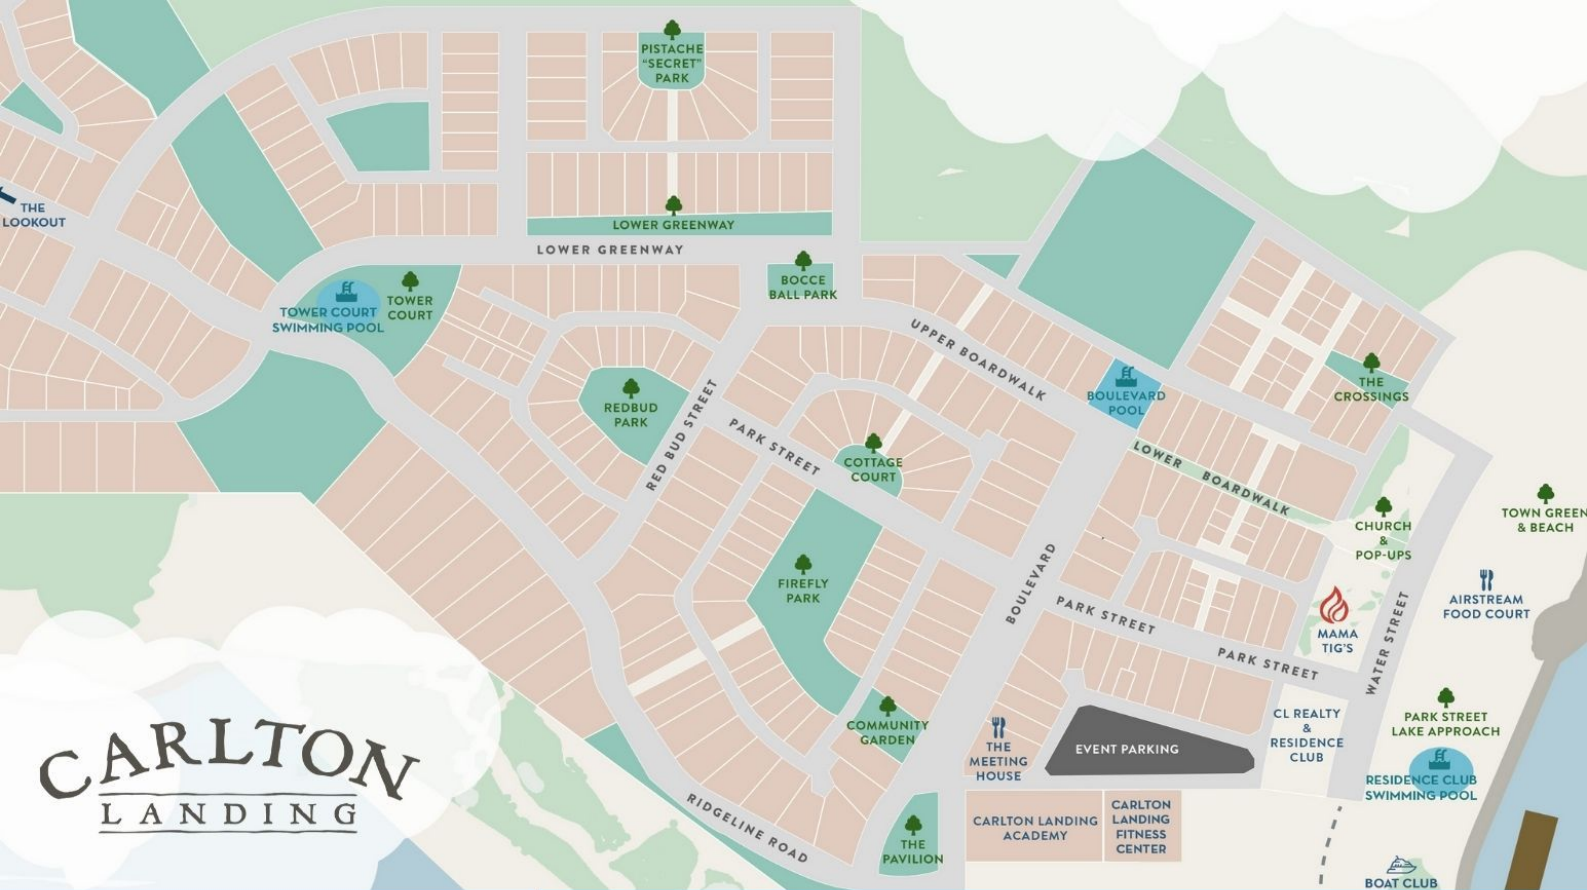 PISTACHE
"SECRET"
PARK
THE
LOOKOUT
LOWER GREENWAY
LOWER GREENWAY
BOCCE
BALL PARK
TOWER COURT
SWIMMING POOL
TOWER
COURT
UPPER BOARDWALK
BOULEVARD
POOL
THE
CROSSINGS
REDBUD
PARK
RED BUD STREET
PARK STREET
COTTAGE
COURT
LOWER BOARDWALK
CHURCH
&
POP-UPS
TOWN GREEN
& BEACH
FIREFLY
PARK
BOULEVARD
PARK STREET
PARK STREET
MAMA
TIG'S
WATER STREET
AIRSTREAM
FOOD COURT
COMMUNITY
GARDEN
THE
MEETING
HOUSE
EVENT PARKING
CL REALTY
&
RESIDENCE
CLUB
PARK STREET
LAKE APPROACH
RESIDENCE CLUB
SWIMMING POOL
CARLTON
LANDING
RIDGELINE ROAD
THE
PAVILION
CARLTON LANDING
ACADEMY
CARLTON
LANDING
FITNESS
CENTER
BOAT CLUB